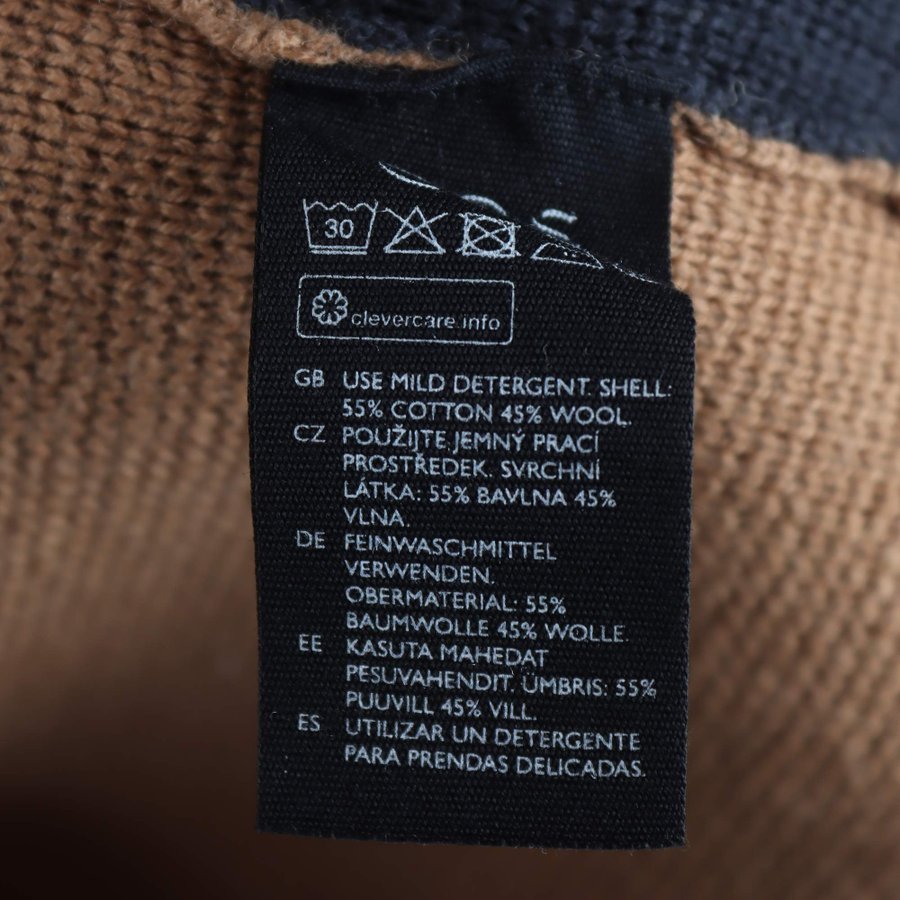 30
clevercare.info
GB USE MILD DETERGENT. SHELL:
55% COTTON 45% WOOL.
CZ POUŽIJTE JEMNÝ PRACÍ
PROSTŘEDEK. SVRCHNÍ
LÁTKA: 55% BAVLNA 45%
VLNA.
DE FEINWASCHMITTEL
VERWENDEN.
OBERMATERIAL: 55%
BAUMWOLLE 45% WOLLE.
EE KASUTA MAHEDAT
PESUVAHENDIT. ÜMBRIS: 55%
PUUVILL 45% VILL.
ES UTILIZAR UN DETERGENTE
PARA PRENDAS DELICADAS.